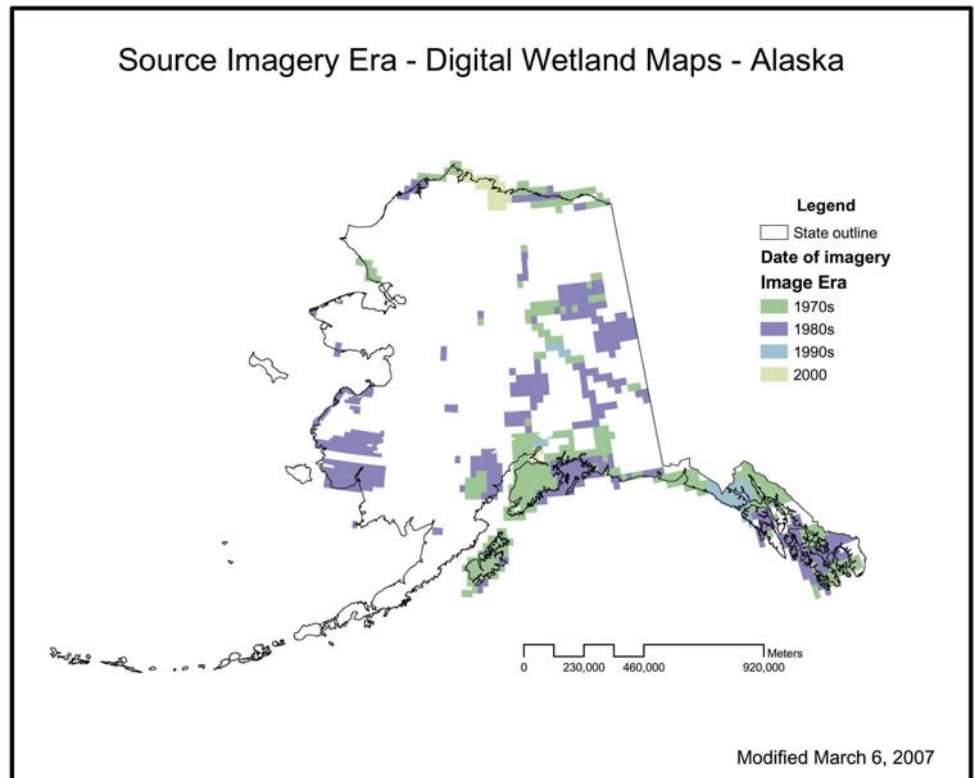 Source Imagery Era - Digital Wetland Maps - Alaska
Legend
State outline
Date of imagery
Image Era
1970s
1980s
1990s
2000
Meters
0 230,000 460,000 920,000
Modified March 6, 2007